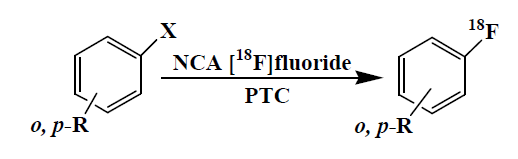 X
NCA [¹⁸F]fluoride
PTC
o, p-R
¹⁸F
o, p-R